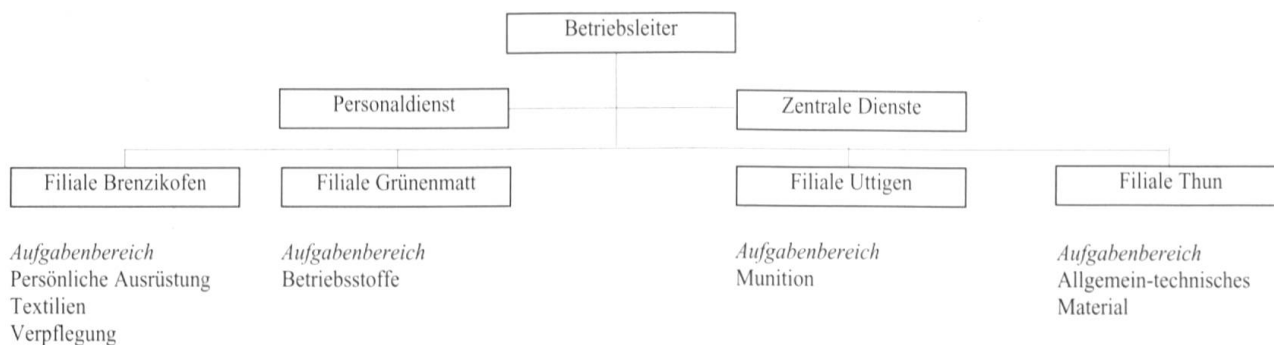 Betriebsleiter
Personaldienst
Zentrale Dienste
Filiale Brenzikofen
Filiale Grünenmatt
Filiale Uttigen
Filiale Thun
Aufgabenbereich
Persönliche Ausrüstung
Textilien
Verpflegung
Aufgabenbereich
Betriebsstoffe
Aufgabenbereich
Munition
Aufgabenbereich
Allgemein-technisches
Material